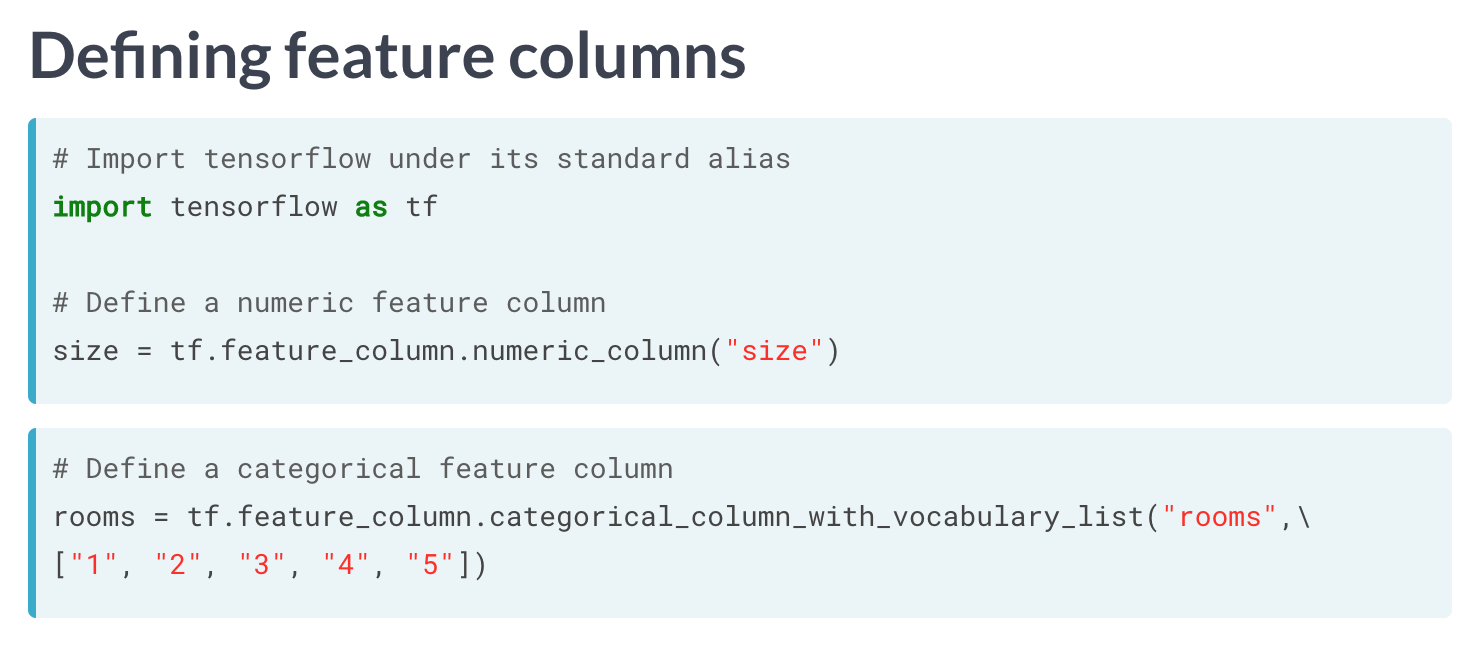 Defining feature columns
# Import tensorflow under its standard alias
import tensorflow as tf
# Define a numeric feature column
size = tf.feature_column.numeric_column("size")
# Define a categorical feature column
rooms = tf.feature_column.categorical_column_with_vocabulary_list("rooms",\
["1", "2", "3", "4", "5"])